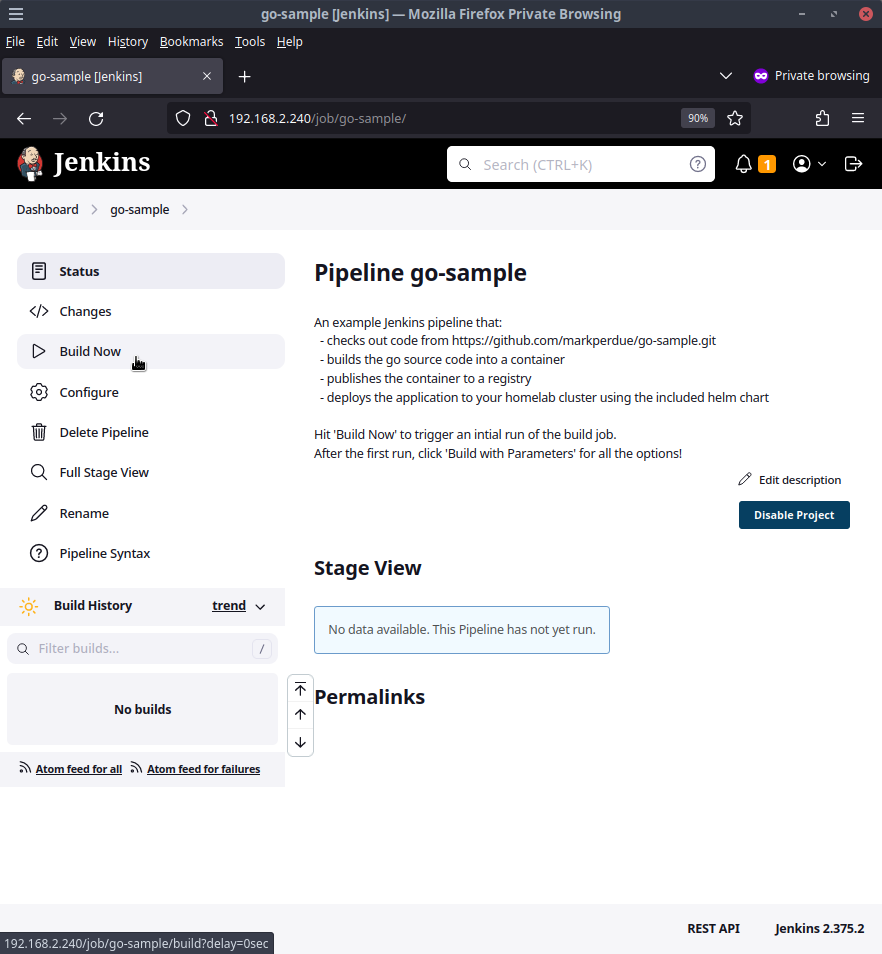 go-sample [Jenkins] — Mozilla Firefox Private Browsing
File Edit View History Bookmarks Tools Help
go-sample [Jenkins]
Private browsing
192.168.2.240/job/go-sample/
90%
Jenkins
Search (CTRL+K)
1
Dashboard
go-sample
Status
Changes
Build Now
Configure
Delete Pipeline
Full Stage View
Rename
Pipeline Syntax
Build History
trend
Filter builds...
/
No builds
Atom feed for all
Atom feed for failures
Pipeline go-sample
An example Jenkins pipeline that:
- checks out code from https://github.com/markperdue/go-sample.git
- builds the go source code into a container
- publishes the container to a registry
- deploys the application to your homelab cluster using the included helm chart
Hit 'Build Now' to trigger an intial run of the build job.
After the first run, click 'Build with Parameters' for all the options!
Edit description
Disable Project
Stage View
No data available. This Pipeline has not yet run.
Permalinks
REST API
Jenkins 2.375.2
192.168.2.240/job/go-sample/build?delay=0sec